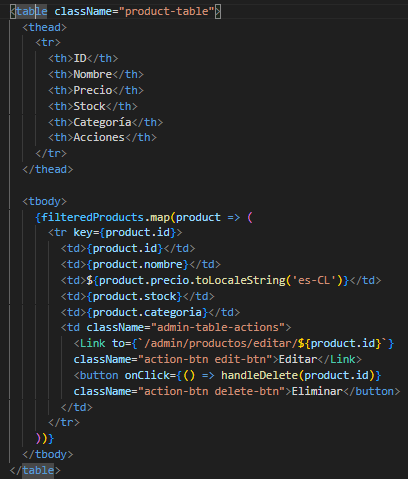 <table className="product-table">
<thead>
<tr>
<th>ID</th>
<th>Nombre</th>
<th>Precio</th>
<th>Stock</th>
<th>Categoría</th>
<th>Acciones</th>
</tr>
</thead>
<tbody>
{filteredProducts.map(product => (
<tr key={product.id}>
<td>{product.id}</td>
<td>{product.nombre}</td>
<td>${product.precio.toLocaleString('es-CL')}</td>
<td>{product.stock}</td>
<td>{product.categoria}</td>
<td className="admin-table-actions">
<Link to={`/admin/productos/editar/${product.id}`}
className="action-btn edit-btn">Editar</Link>
<button onClick={() => handleDelete(product.id)}
className="action-btn delete-btn">Eliminar</button>
</td>
</tr>
))}
</tbody>
</table>